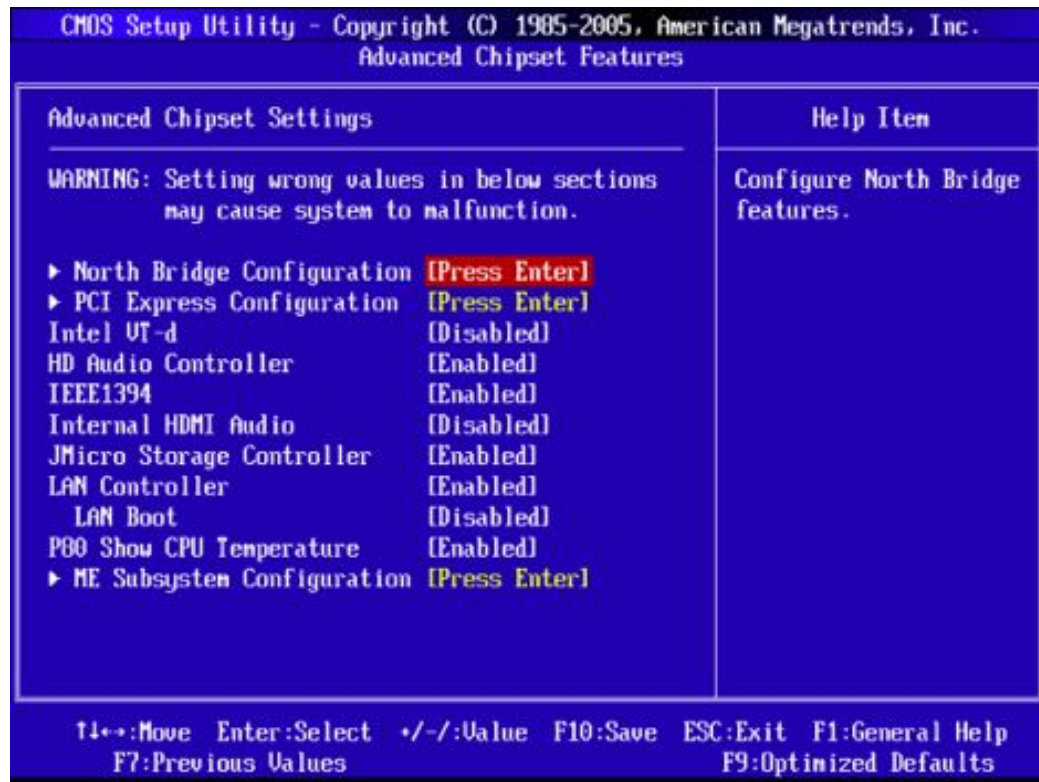 CMOS Setup Utility - Copyright (C) 1985-2005, American Megatrends, Inc.
Advanced Chipset Features
Advanced Chipset Settings
WARNING: Setting wrong values in below sections
may cause system to malfunction.
▶ North Bridge Configuration [Press Enter]
▶ PCI Express Configuration [Press Enter]
Intel VT-d [Disabled]
HD Audio Controller [Enabled]
IEEE1394 [Enabled]
Internal HDMI Audio [Disabled]
JMicro Storage Controller [Enabled]
LAN Controller [Enabled]
LAN Boot [Disabled]
P80 Show CPU Temperature [Enabled]
▶ ME Subsystem Configuration [Press Enter]
Help Item
Configure North Bridge
features.
↑↓←→:Move Enter:Select +/-/:Value F10:Save ESC:Exit F1:General Help
F7:Previous Values F9:Optimized Defaults